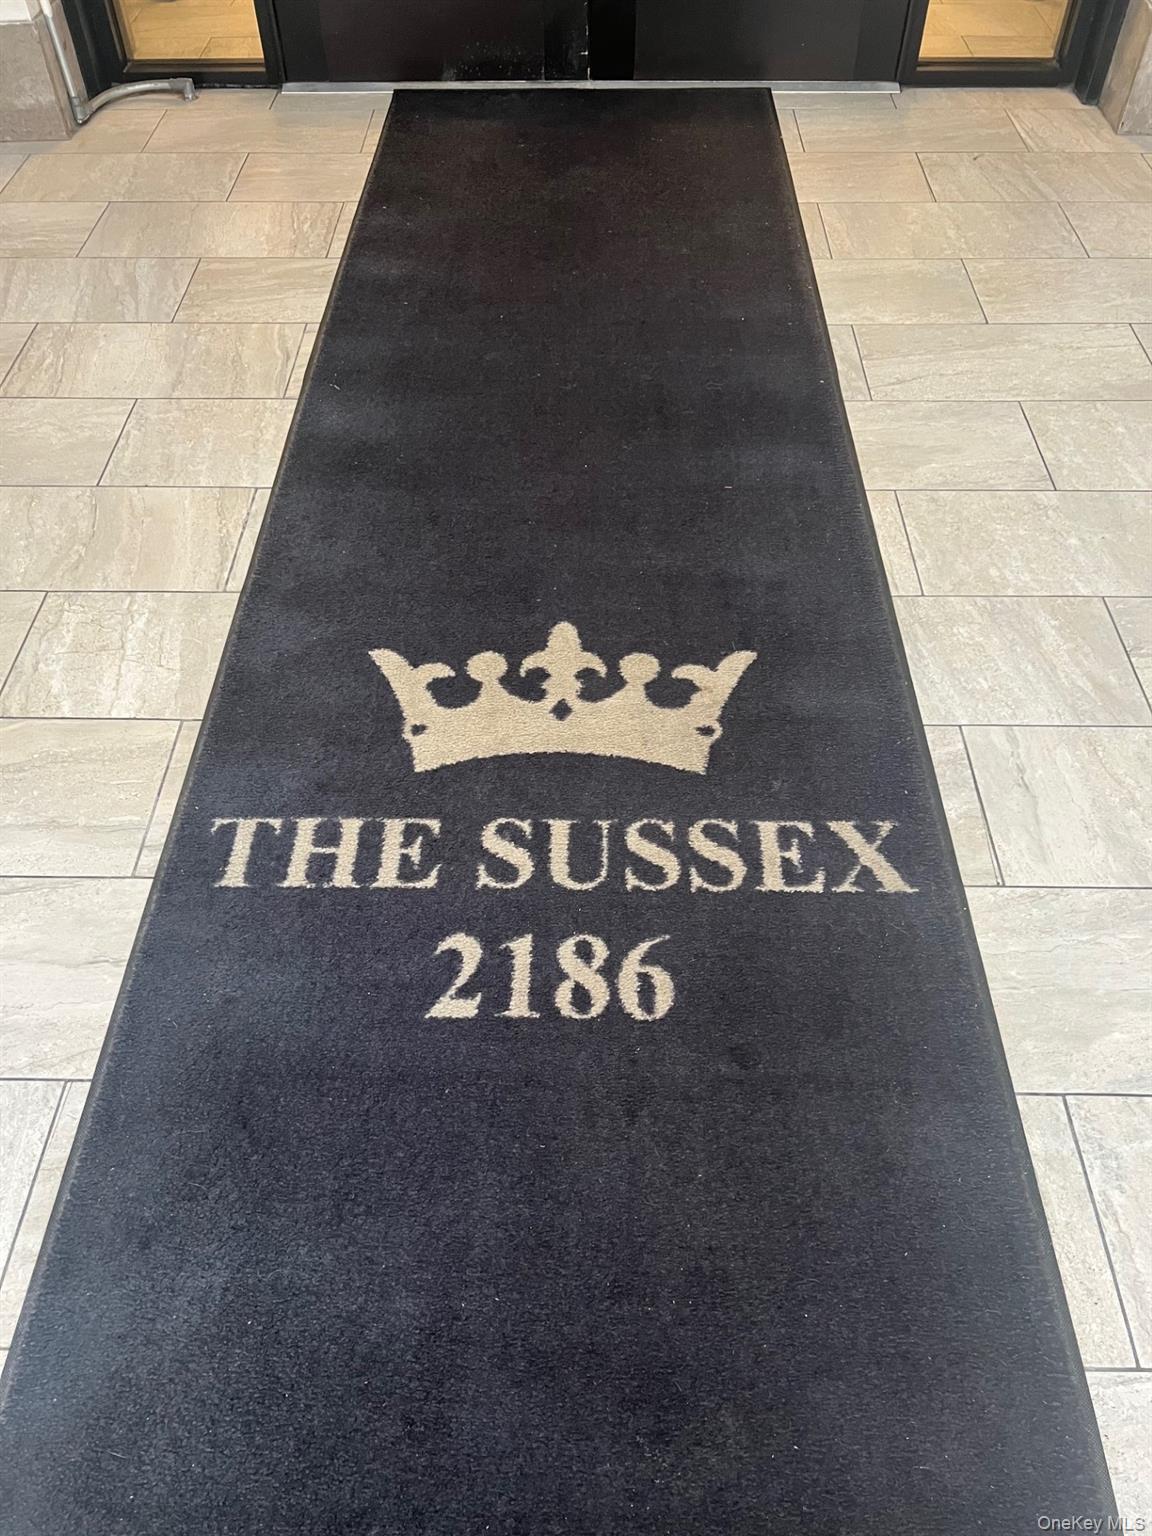 THE SUSSEX
2186
OneKey MLS